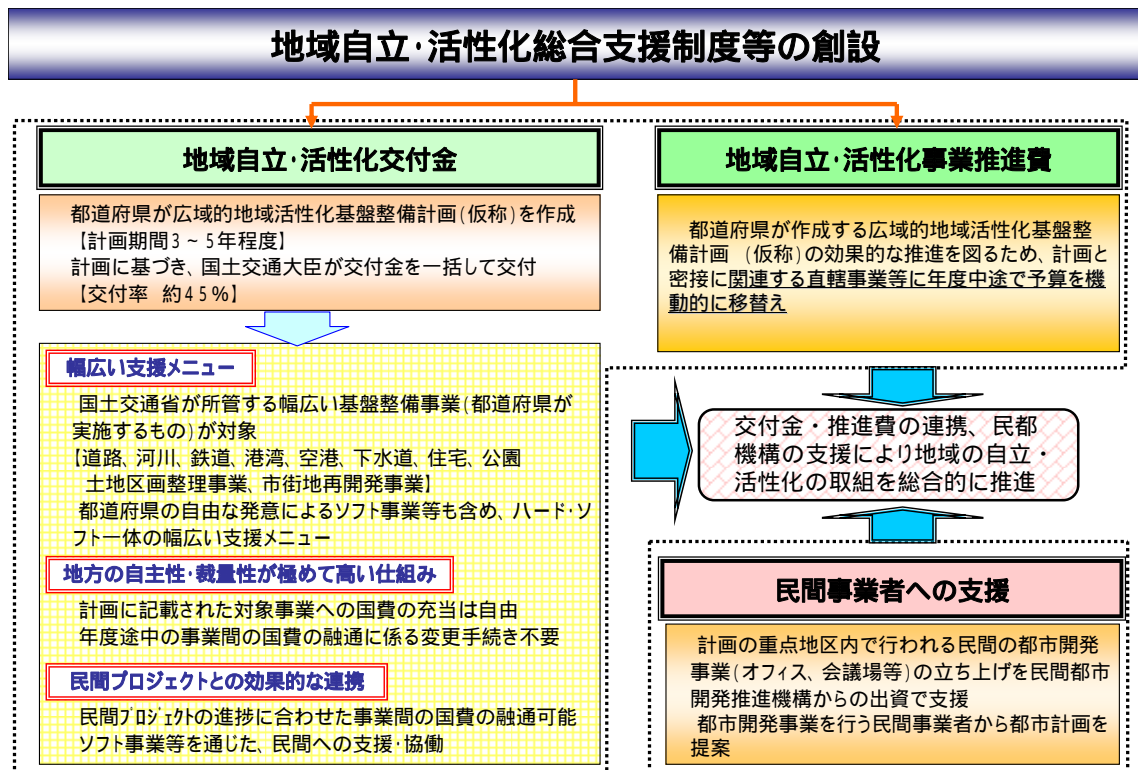 地域自立･活性化総合支援制度等の創設
地域自立･活性化交付金
都道府県が広域的地域活性化基盤整備計画(仮称)を作成
【計画期間3～5年程度】
計画に基づき、国土交通大臣が交付金を一括して交付
【交付率 約45%】
幅広い支援メニュー
国土交通省が所管する幅広い基盤整備事業(都道府県が
実施するもの)が対象
【道路、河川、鉄道、港湾、空港、下水道、住宅、公園
土地区画整理事業、市街地再開発事業】
都道府県の自由な発意によるソフト事業等も含め、ハード･ソ
フト一体の幅広い支援メニュー
地方の自主性･裁量性が極めて高い仕組み
計画に記載された対象事業への国費の充当は自由
年度途中の事業間の国費の融通に係る変更手続き不要
民間プロジェクトとの効果的な連携
民間プロジェクトの進捗に合わせた事業間の国費の融通可能
ソフト事業等を通じた、民間への支援･協働
地域自立･活性化事業推進費
都道府県が作成する広域的地域活性化基盤整
備計画 (仮称)の効果的な推進を図るため、計画と
密接に関連する直轄事業等に年度中途で予算を機
動的に移替え
交付金・推進費の連携、民都
機構の支援により地域の自立・
活性化の取組を総合的に推進
民間事業者への支援
計画の重点地区内で行われる民間の都市開発
事業(オフィス、会議場等)の立ち上げを民間都市
開発推進機構からの出資で支援
都市開発事業を行う民間事業者から都市計画を
提案